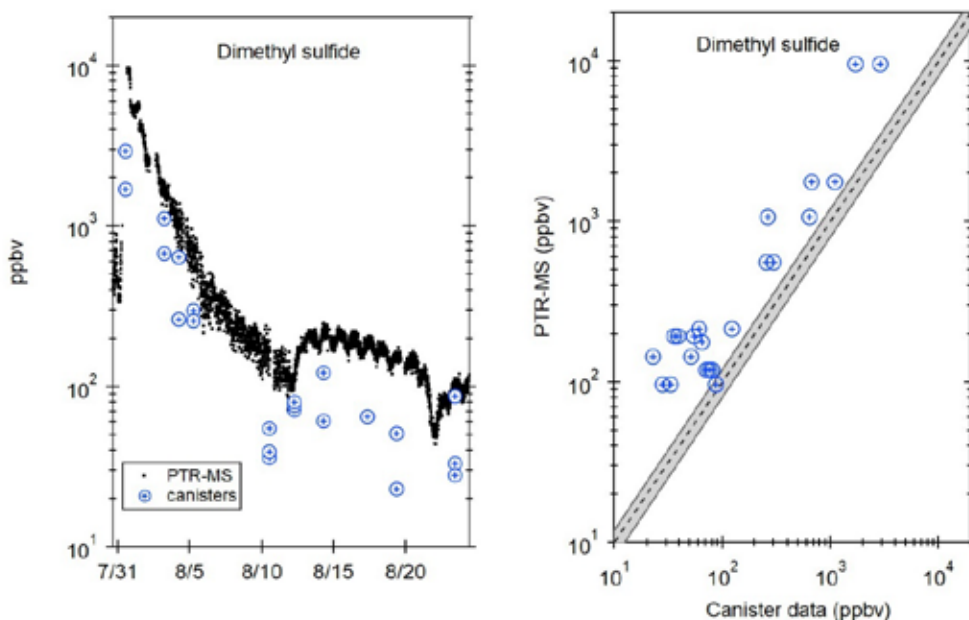 Dimethyl sulfide
10⁴
10³
10²
10¹
ppbv
PTR-MS
canisters
7/31 8/5 8/10 8/15 8/20
Dimethyl sulfide
10⁴
10³
10²
10¹
PTR-MS (ppbv)
10¹ 10² 10³ 10⁴
Canister data (ppbv)